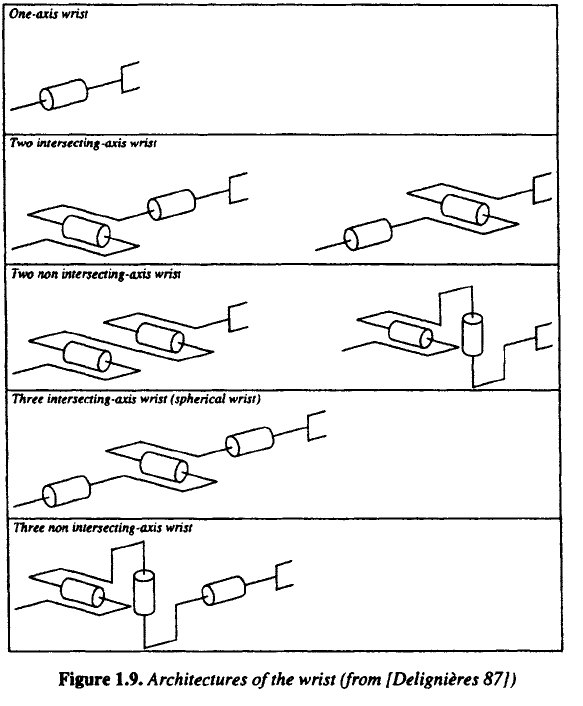 One-axis wrist
Two intersecting-axis wrist
Two non intersecting-axis wrist
Three intersecting-axis wrist (spherical wrist)
Three non intersecting-axis wrist
Figure 1.9. Architectures of the wrist (from [Delignières 87])